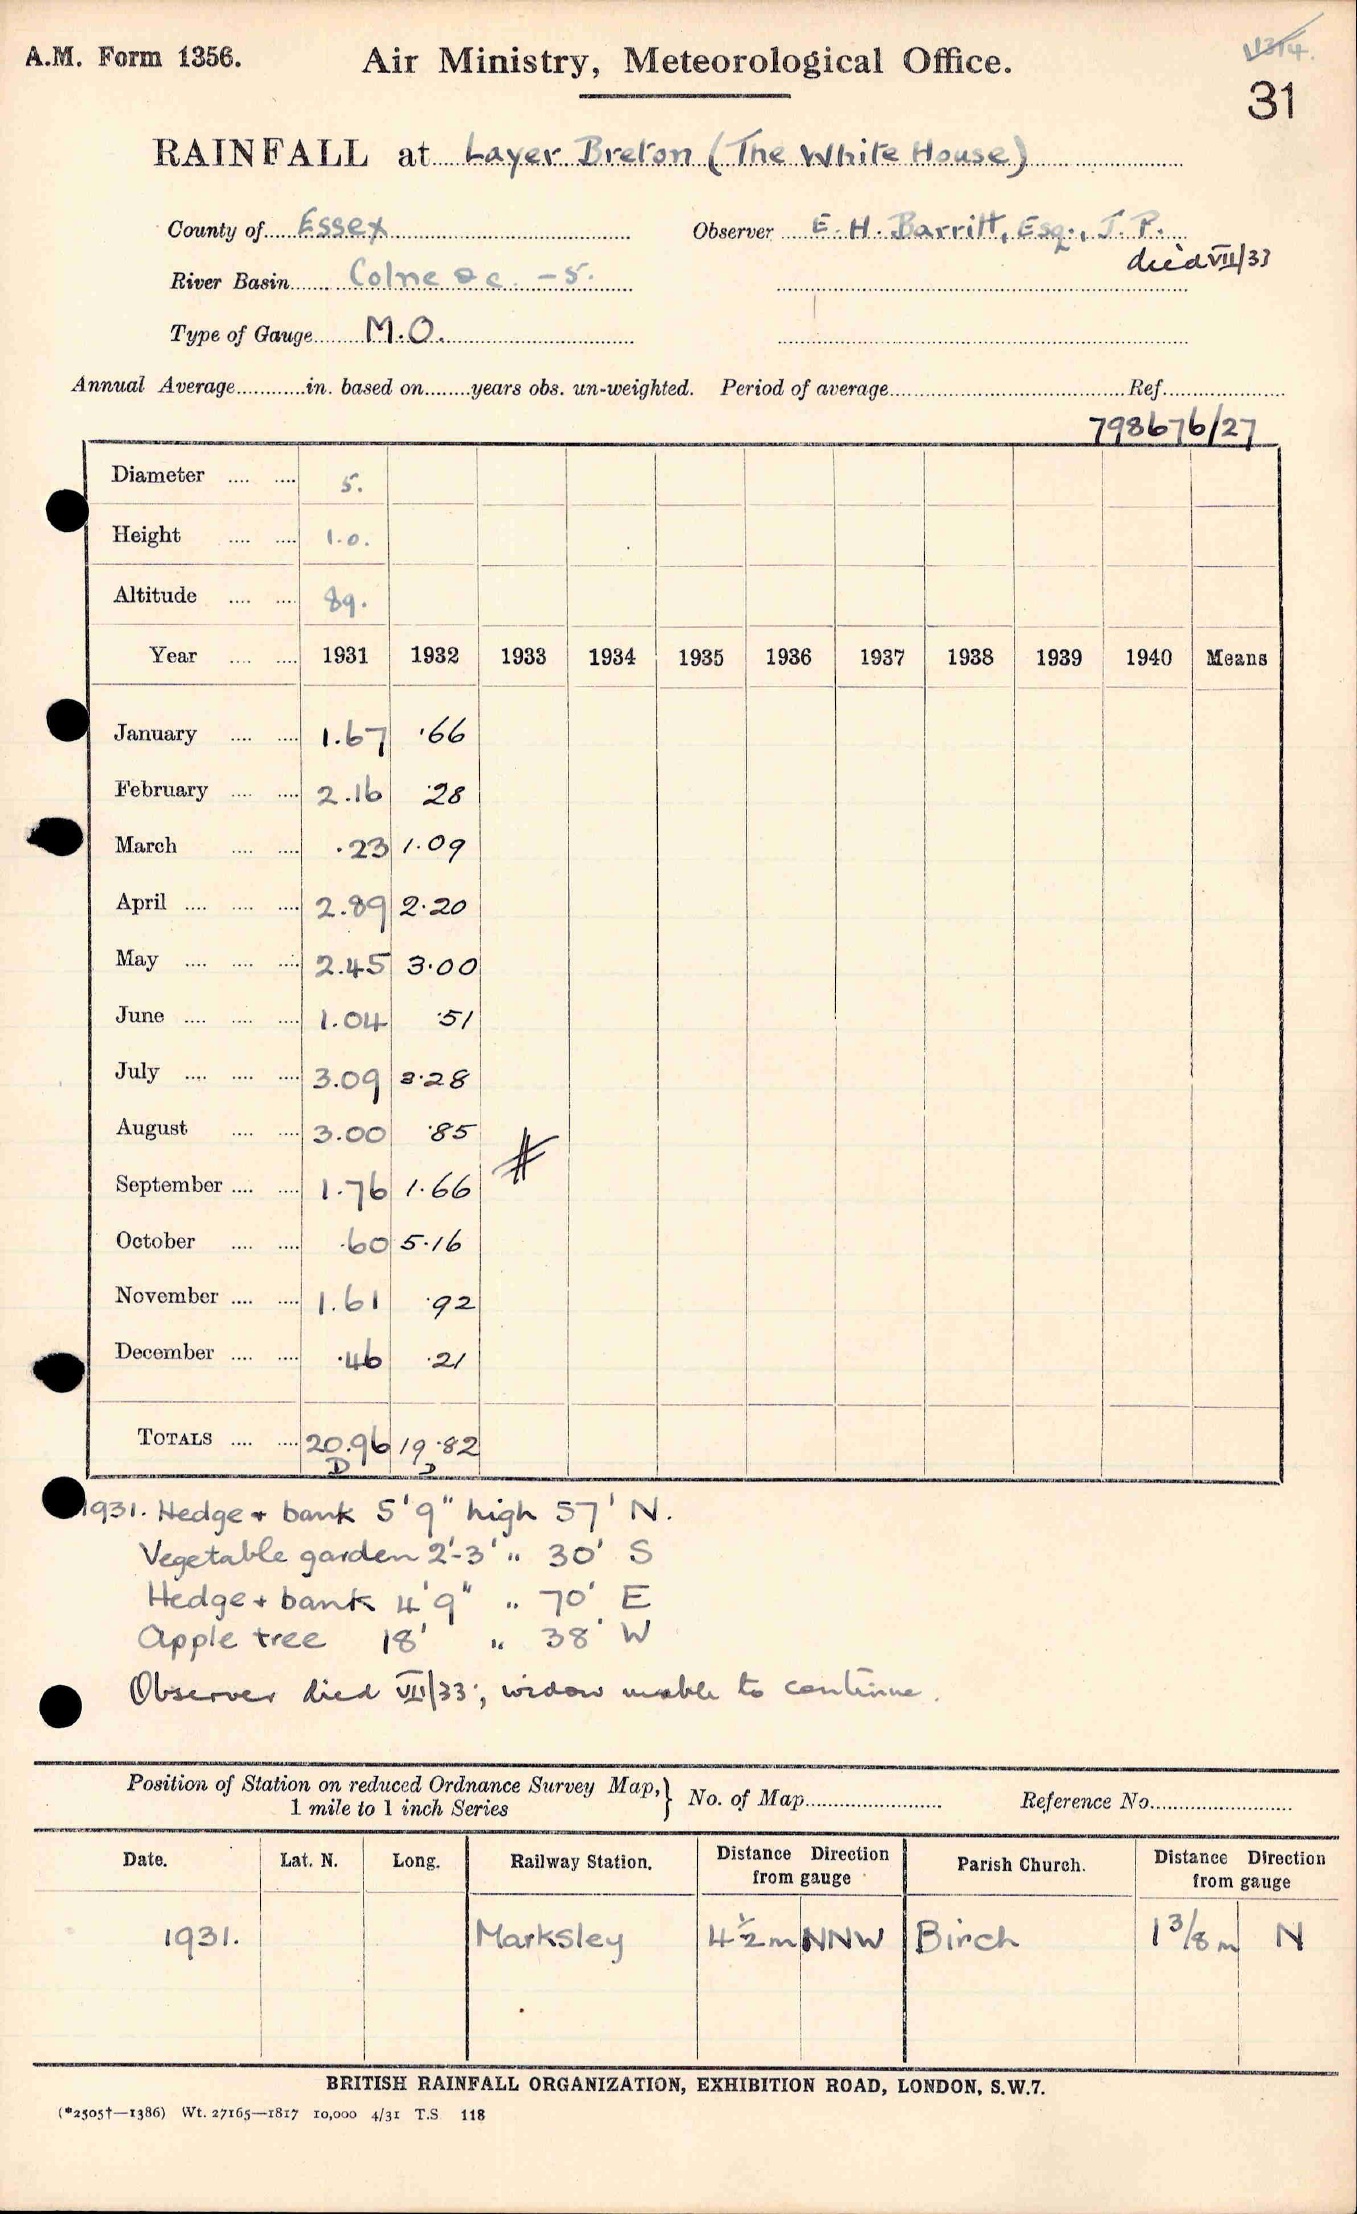 A.M. Form 1356. Air Ministry, Meteorological Office. 1314.
31
RAINFALL at Layer Breton (The White House)
County of Essex Observer E. H. Barritt, Esq., J. P.
died VII/33
River Basin Colne &c. - 5.
Type of Gauge M.O.
Annual Average in. based on years obs. un-weighted. Period of average Ref.
798676/27
Diameter 5.
Height 1.0.
Altitude 89.
Year 1931 1932 1933 1934 1935 1936 1937 1938 1939 1940 Means
January 1.67 .66
February 2.16 .28
March .23 1.09
April 2.89 2.20
May 2.45 3.00
June 1.04 .51
July 3.09 3.28
August 3.00 .85
September 1.76 1.66
October .60 5.16
November 1.61 .92
December .46 .21
TOTALS 20.96 19.82
D D
1931. Hedge + bank 5'9" high 57' N.
Vegetable garden 2'-3' " 30' S
Hedge + bank 4'9" " 70' E
Apple tree 18' " 38' W
Observer died VII/33; widow unable to continue.
Position of Station on reduced Ordnance Survey Map, } No. of Map Reference No.
1 mile to 1 inch Series
Date. Lat. N. Long. Railway Station. Distance Direction from gauge Parish Church. Distance Direction from gauge
1931. Marksley 4½ m NNW Birch 1 3/8 m N
BRITISH RAINFALL ORGANIZATION, EXHIBITION ROAD, LONDON, S.W.7.
(*2505†—1386) Wt. 27165—1817 10,000 4/31 T.S 118